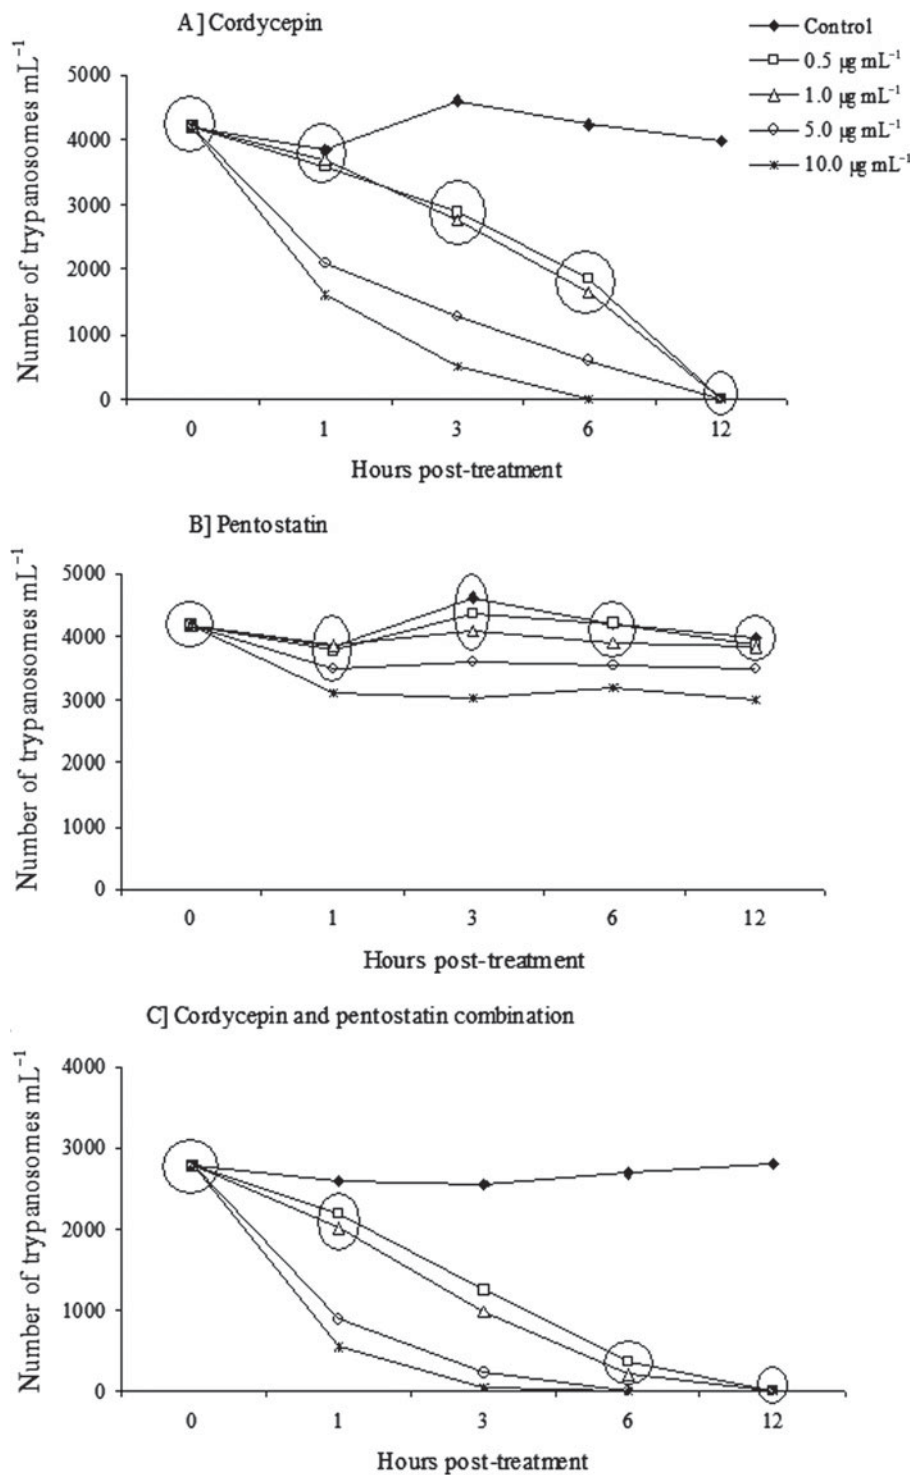 A] Cordycepin
Control
0.5 µg mL⁻¹
1.0 µg mL⁻¹
5.0 µg mL⁻¹
10.0 µg mL⁻¹
Number of trypanosomes mL⁻¹
5000
4000
3000
2000
1000
0
0 1 3 6 12
Hours post-treatment
B] Pentostatin
Number of trypanosomes mL⁻¹
5000
4000
3000
2000
1000
0
0 1 3 6 12
Hours post-treatment
C] Cordycepin and pentostatin combination
Number of trypanosomes mL⁻¹
4000
3000
2000
1000
0
0 1 3 6 12
Hours post-treatment